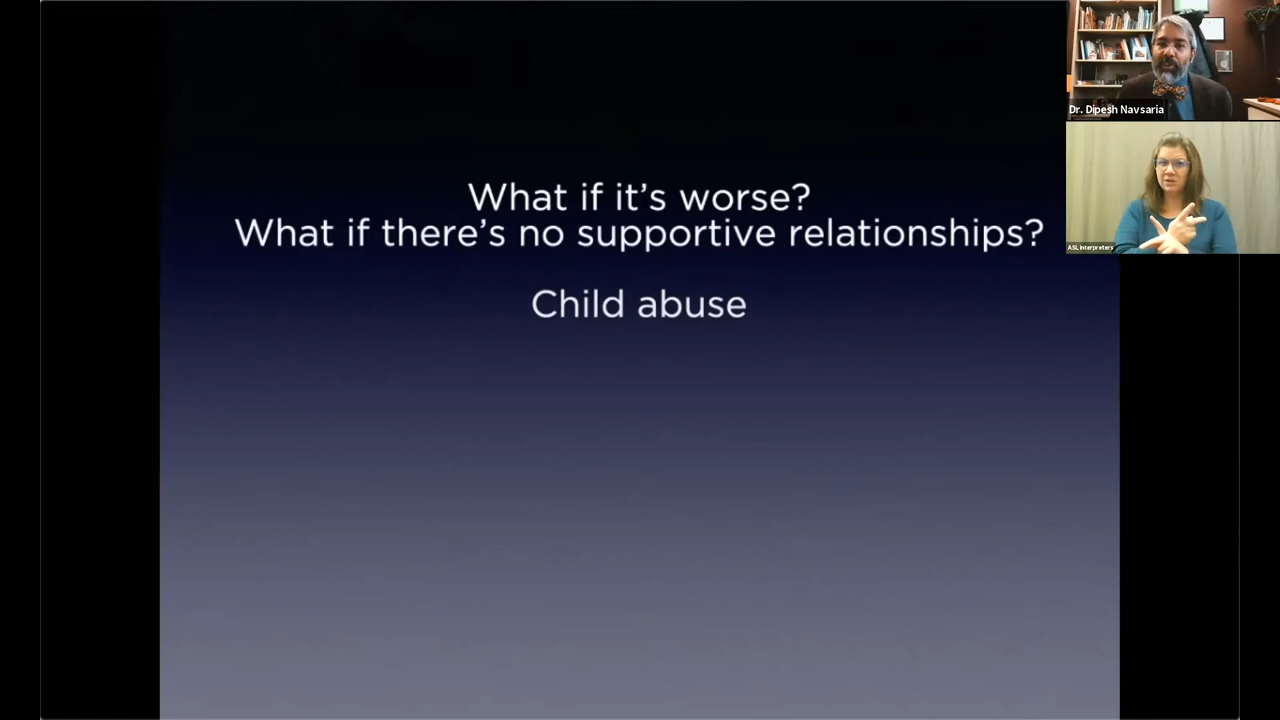 What if it's worse?
What if there's no supportive relationships?
Child abuse
Dr. Dipesh Navsaria
ASL Interpreters